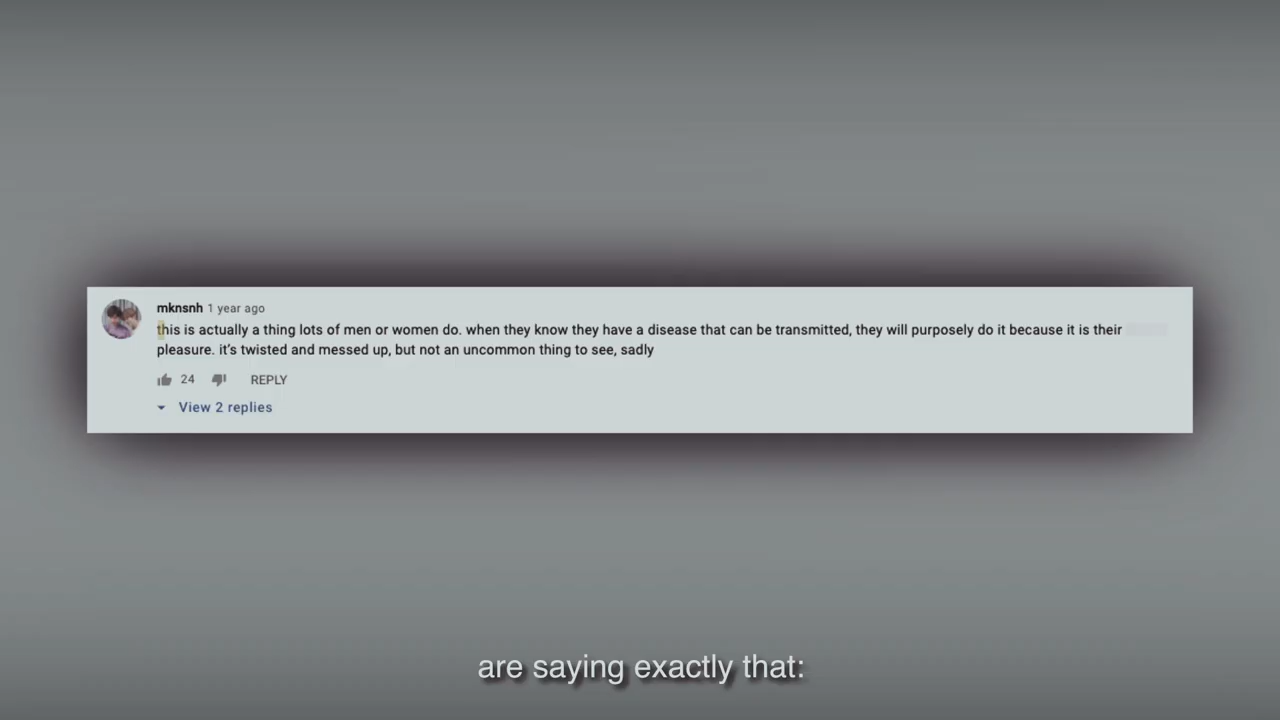 mknsnh 1 year ago
this is actually a thing lots of men or women do. when they know they have a disease that can be transmitted, they will purposely do it because it is their
pleasure. it's twisted and messed up, but not an uncommon thing to see, sadly
24 REPLY
View 2 replies
are saying exactly that: